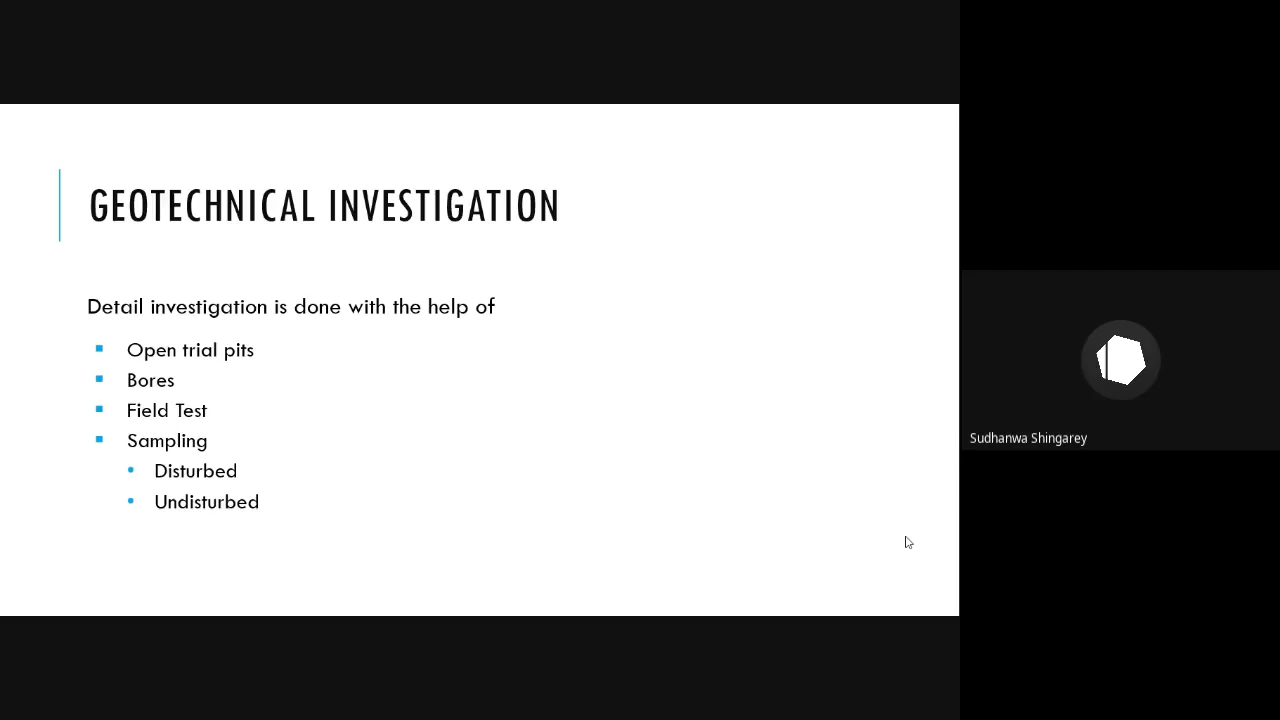 GEOTECHNICAL INVESTIGATION
Detail investigation is done with the help of
Open trial pits
Bores
Field Test
Sampling
Disturbed
Undisturbed
Sudhanwa Shingarey